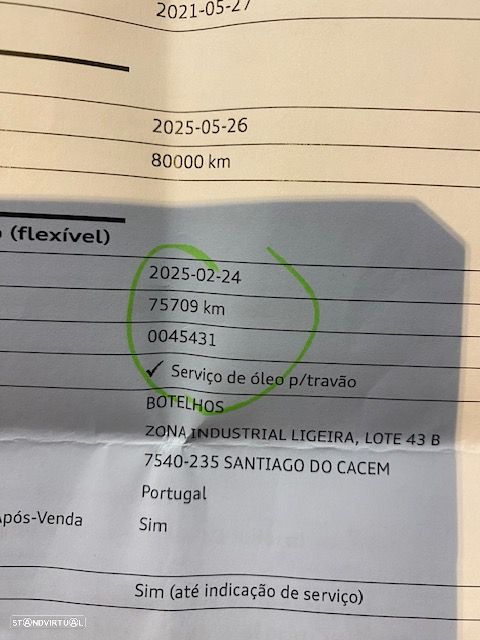 2021-05-27
2025-05-26
80000 km
(flexível)
2025-02-24
75709 km
0045431
✓ Serviço de óleo p/travão
BOTELHOS
ZONA INDUSTRIAL LIGEIRA, LOTE 43 B
7540-235 SANTIAGO DO CACEM
Portugal
Após-Venda Sim
Sim (até indicação de serviço)
STANDVIRTUAL